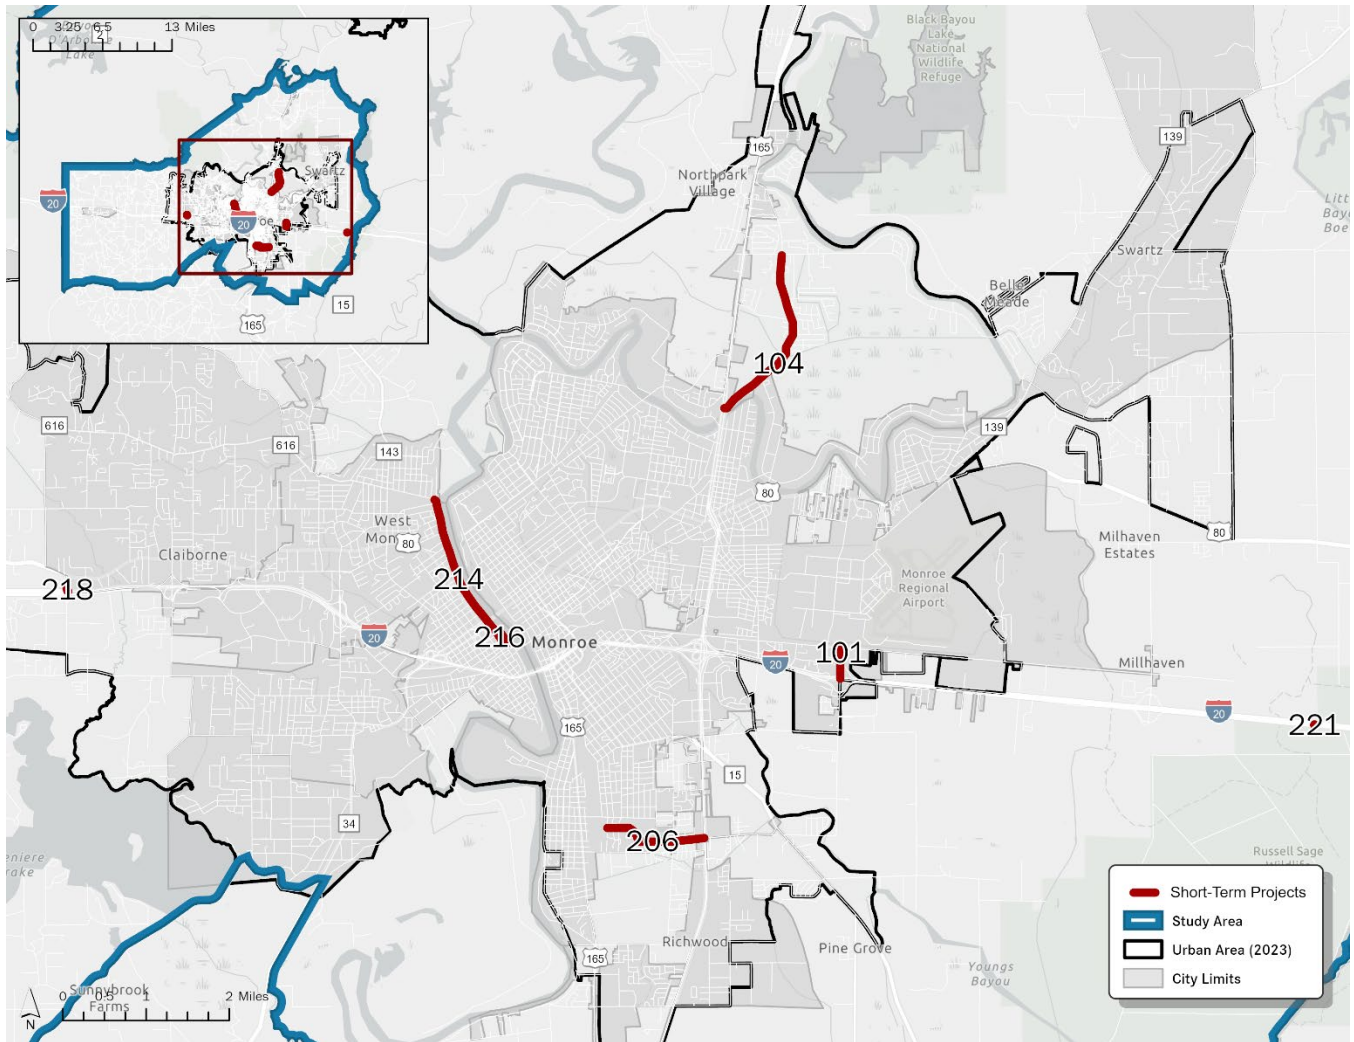 0 3.25 6.5 13 Miles
2
D'Arbonne
Lake
Swartz
20
20
15
165
Black Bayou
Lake
National
Wildlife
Refuge
139
165
Northpark
Village
Swartz
104
139
616
616
143
80
West
80
Claiborne
218
214
216
Monroe
20
Monroe
Regional
Airport
Milhaven
Estates
80
101
20
Millhaven
20
221
165
15
34
206
Russell Sage
Richwood
165
Pine Grove
Youngs
Bayou
Sunnybrook
Farms
0 0.5 1 2 Miles
N
Short-Term Projects
Study Area
Urban Area (2023)
City Limits